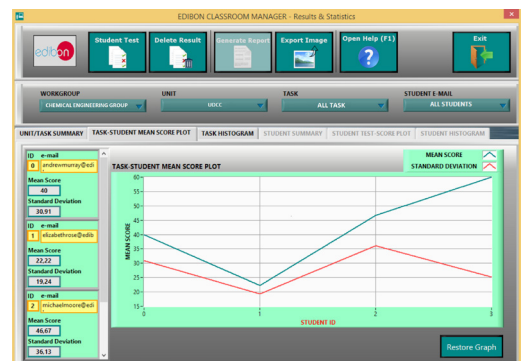 EDIBON CLASSROOM MANAGER - Results & Statistics
edibon
Student Test
Delete Result
Generate Report
Export Image
Open Help (F1)
Exit
WORKGROUP
UNIT
TASK
STUDENT E-MAIL
CHEMICAL ENGINEERING GROUP
UOCC
ALL TASK
ALL STUDENTS
UNIT/TASK SUMMARY
TASK-STUDENT MEAN SCORE PLOT
TASK HISTOGRAM
STUDENT SUMMARY
STUDENT TEST-SCORE PLOT
STUDENT HISTOGRAM
ID e-mail
0 andrewmurray@edi
Mean Score
40
Standard Deviation
30,91
ID e-mail
1 elizabethrose@edib
Mean Score
22,22
Standard Deviation
19,24
ID e-mail
2 michaelmoore@edi
Mean Score
46,67
Standard Deviation
36,13
TASK-STUDENT MEAN SCORE PLOT
MEAN SCORE
STANDARD DEVIATION
MEAN SCORE
60
55
50
45
40
35
30
25
20
15
0
1
2
3
STUDENT ID
Restore Graph